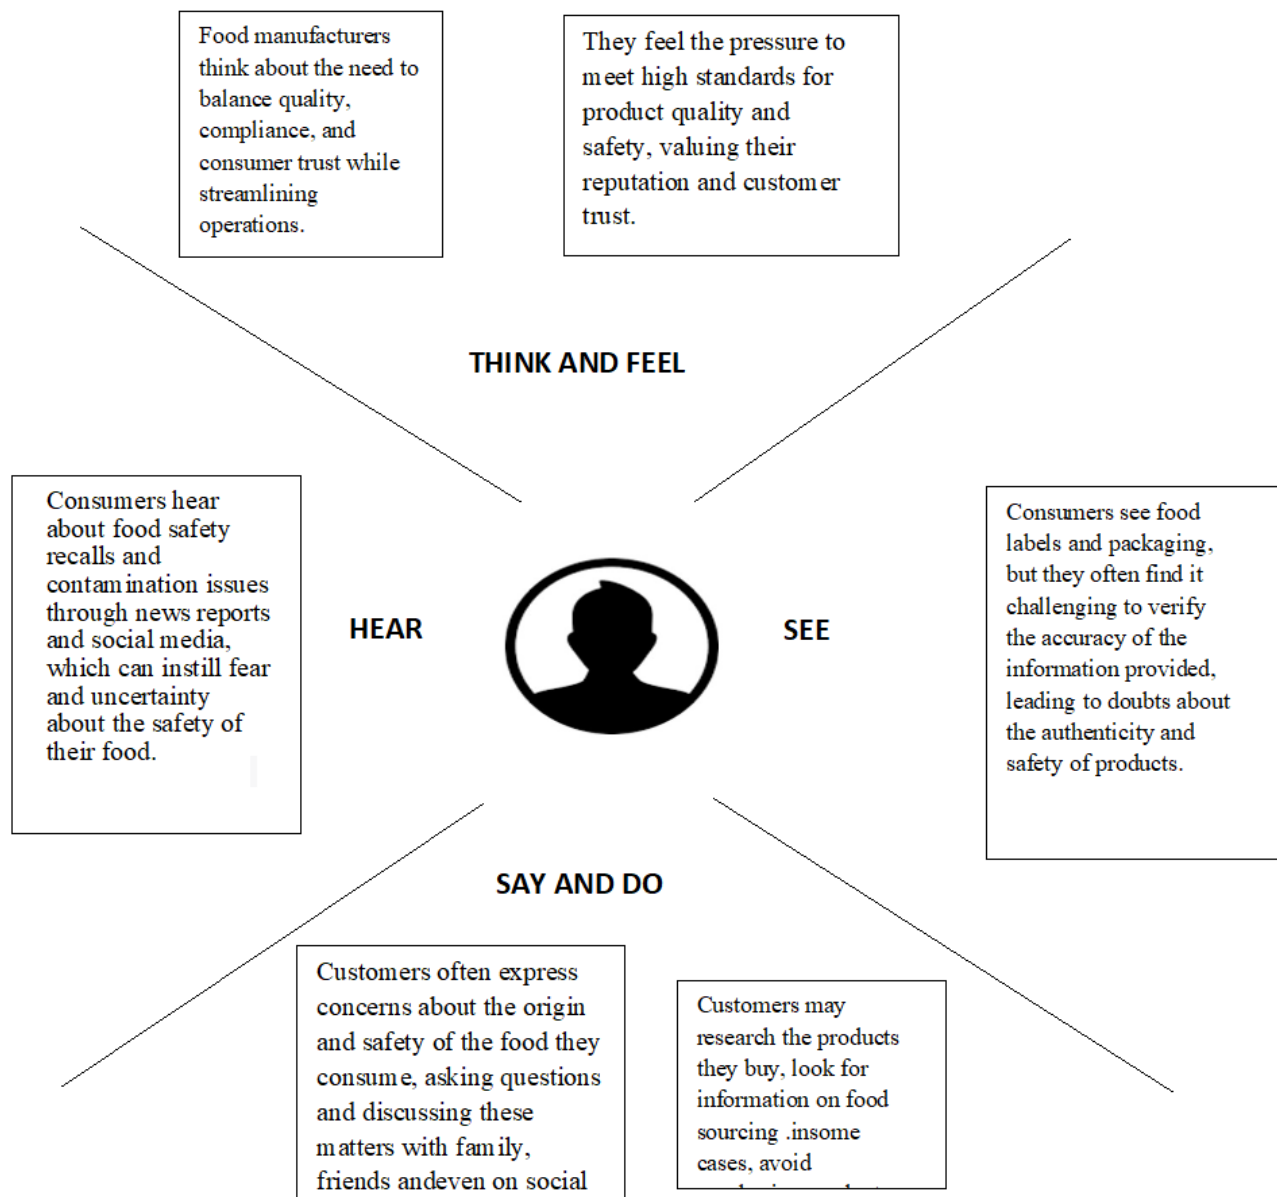 Food manufacturers
think about the need to
balance quality,
compliance, and
consumer trust while
streamlining
operations.
They feel the pressure to
meet high standards for
product quality and
safety, valuing their
reputation and customer
trust.
THINK AND FEEL
Consumers hear
about food safety
recalls and
contamination issues
through news reports
and social media,
which can instill fear
and uncertainty
about the safety of
their food.
HEAR
SEE
Consumers see food
labels and packaging,
but they often find it
challenging to verify
the accuracy of the
information provided,
leading to doubts about
the authenticity and
safety of products.
SAY AND DO
Customers often express
concerns about the origin
and safety of the food they
consume, asking questions
and discussing these
matters with family,
friends andeven on social
Customers may
research the products
they buy, look for
information on food
sourcing .insome
cases, avoid